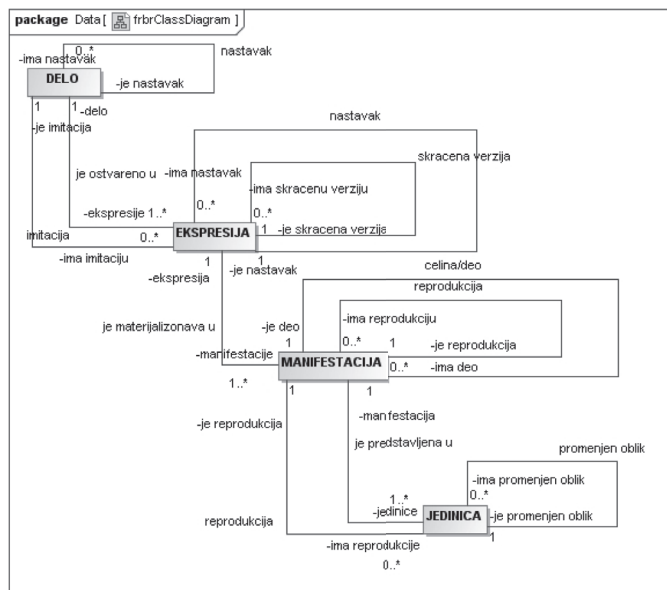 package Data [ frbrClassDiagram ]
0..*
nastavak
-ima nastavak
DELO
-je nastavak
1
1
-delo
-je imitacija
nastavak
skracena verzija
je ostvareno u
-ima nastavak
-ima skracenu verziju
0..*
0..*
-ekspresije 1..*
1
-je skracena verzija
imitacija
0..*
EKSPRESIJA
-ima imitaciju
1
1
-je nastavak
celina/deo
-ekspresija
reprodukcija
je materijalizonava u
-je deo
-ima reprodukciju
1
0..*
1
-je reprodukcija
-manifestacije
MANIFESTACIJA
0..*
-ima deo
1..*
1
1
-manfestacija
-je reprodukcija
je predstavljena u
promenjen oblik
-ima promenjen oblik
0..*
1..*
-jedinice
JEDINICA
-je promenjen oblik
reprodukcija
1
-ima reprodukcije
0..*